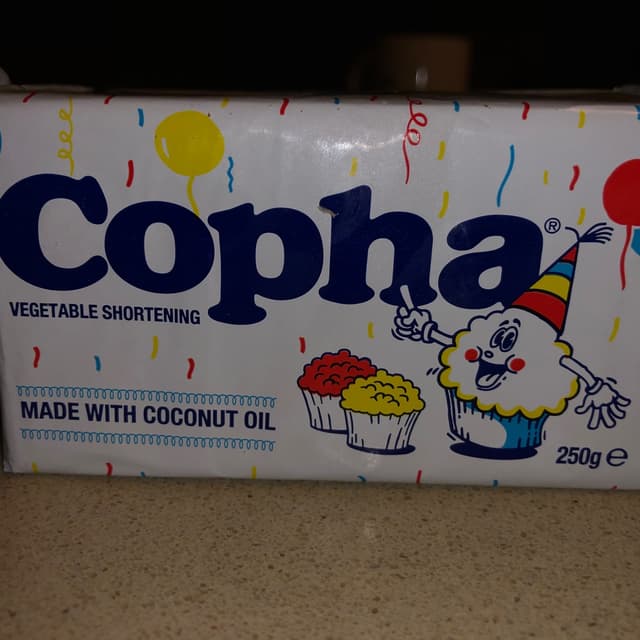 Copha®
VEGETABLE SHORTENING
MADE WITH COCONUT OIL
250g e